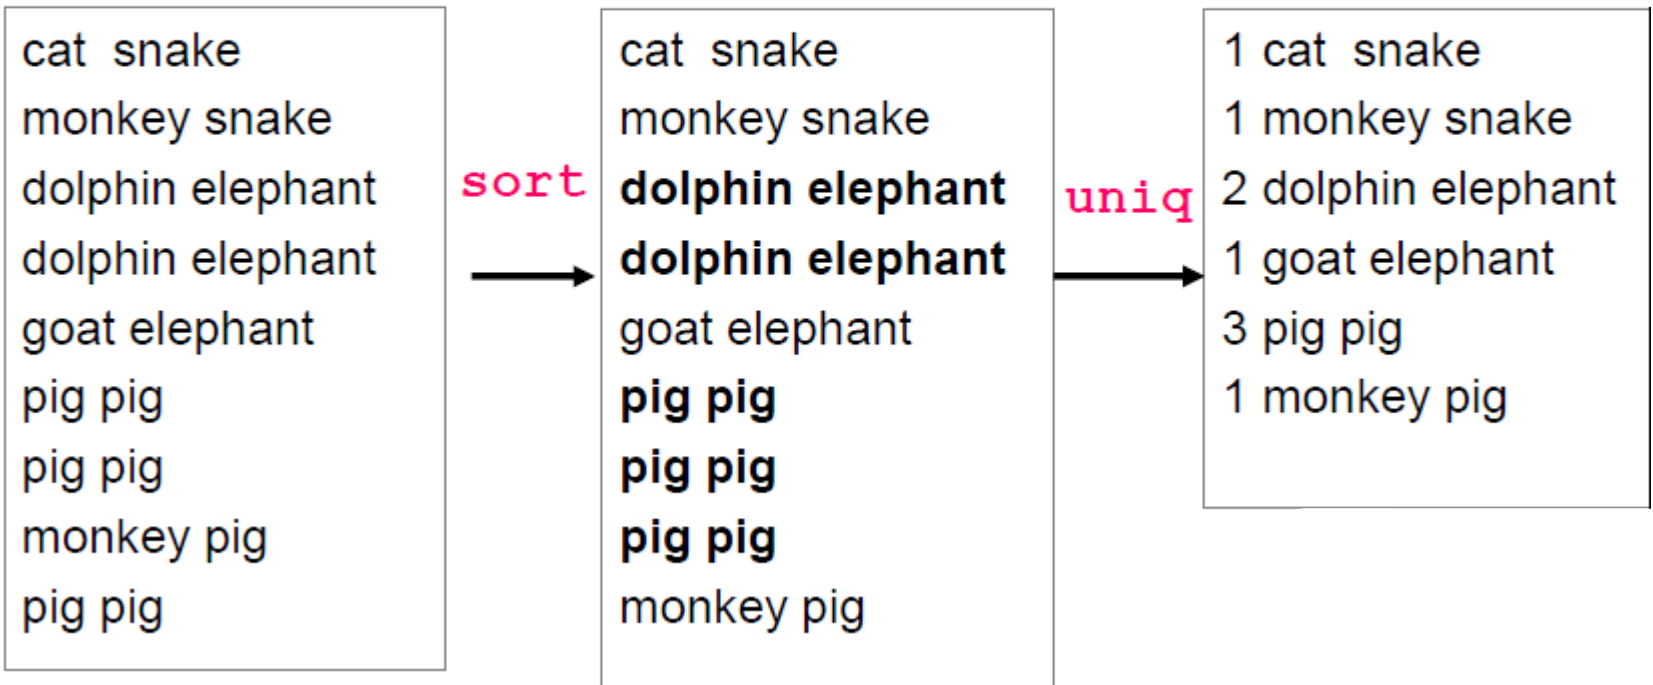 cat  snake
monkey snake
dolphin elephant
dolphin elephant
goat elephant
pig pig
pig pig
monkey pig
pig pig
sort
cat  snake
monkey snake
dolphin elephant
dolphin elephant
goat elephant
pig pig
pig pig
pig pig
monkey pig
uniq
1 cat  snake
1 monkey snake
2 dolphin elephant
1 goat elephant
3 pig pig
1 monkey pig